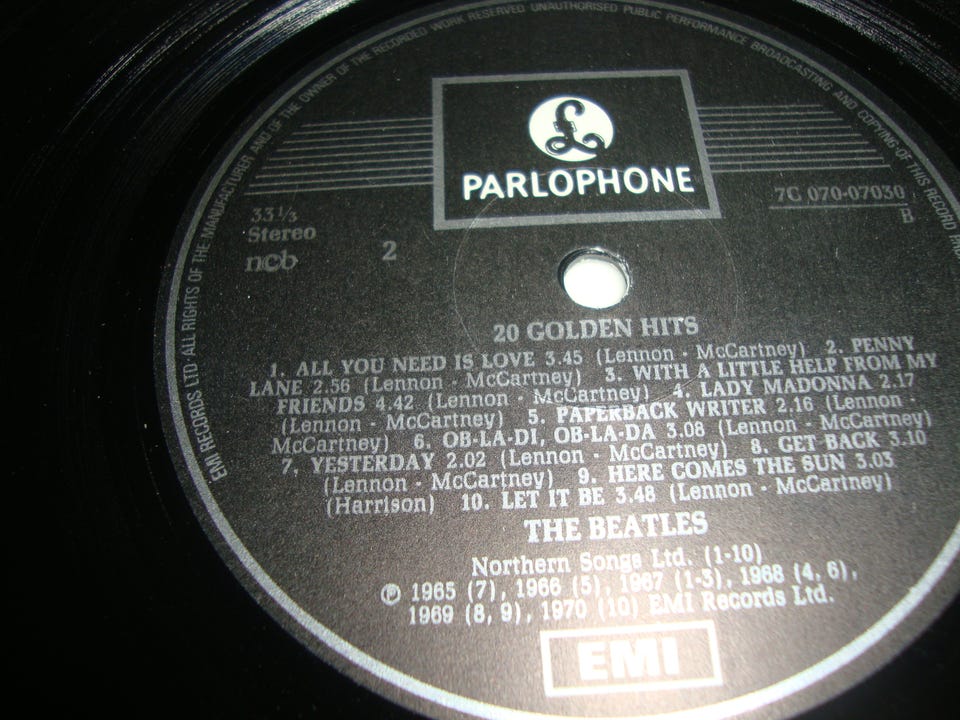 EMI RECORDS LTD ALL RIGHTS OF THE MANUFACTURER AND OF THE OWNER OF THE RECORDED WORK RESERVED UNAUTHORISED PUBLIC PERFORMANCE BROADCASTING AND COPYING OF THIS RECORD
£
PARLOPHONE
33 1/3
Stereo
ncb
2
7C 070-07030
B
20 GOLDEN HITS
1. ALL YOU NEED IS LOVE 3.45 (Lennon - McCartney) 2. PENNY
LANE 2.56 (Lennon - McCartney) 3. WITH A LITTLE HELP FROM MY
FRIENDS 4.42 (Lennon - McCartney) 4. LADY MADONNA 2.17
(Lennon - McCartney) 5. PAPERBACK WRITER 2.16 (Lennon -
McCartney) 6. OB-LA-DI, OB-LA-DA 3.08 (Lennon - McCartney)
7. YESTERDAY 2.02 (Lennon - McCartney) 8. GET BACK 3.10
(Lennon - McCartney) 9. HERE COMES THE SUN 3.03
(Harrison) 10. LET IT BE 3.48 (Lennon - McCartney)
THE BEATLES
Northern Songs Ltd. (1-10)
℗ 1965 (7), 1966 (5), 1967 (1-3), 1968 (4, 6),
1969 (8, 9), 1970 (10) EMI Records Ltd.
EMI